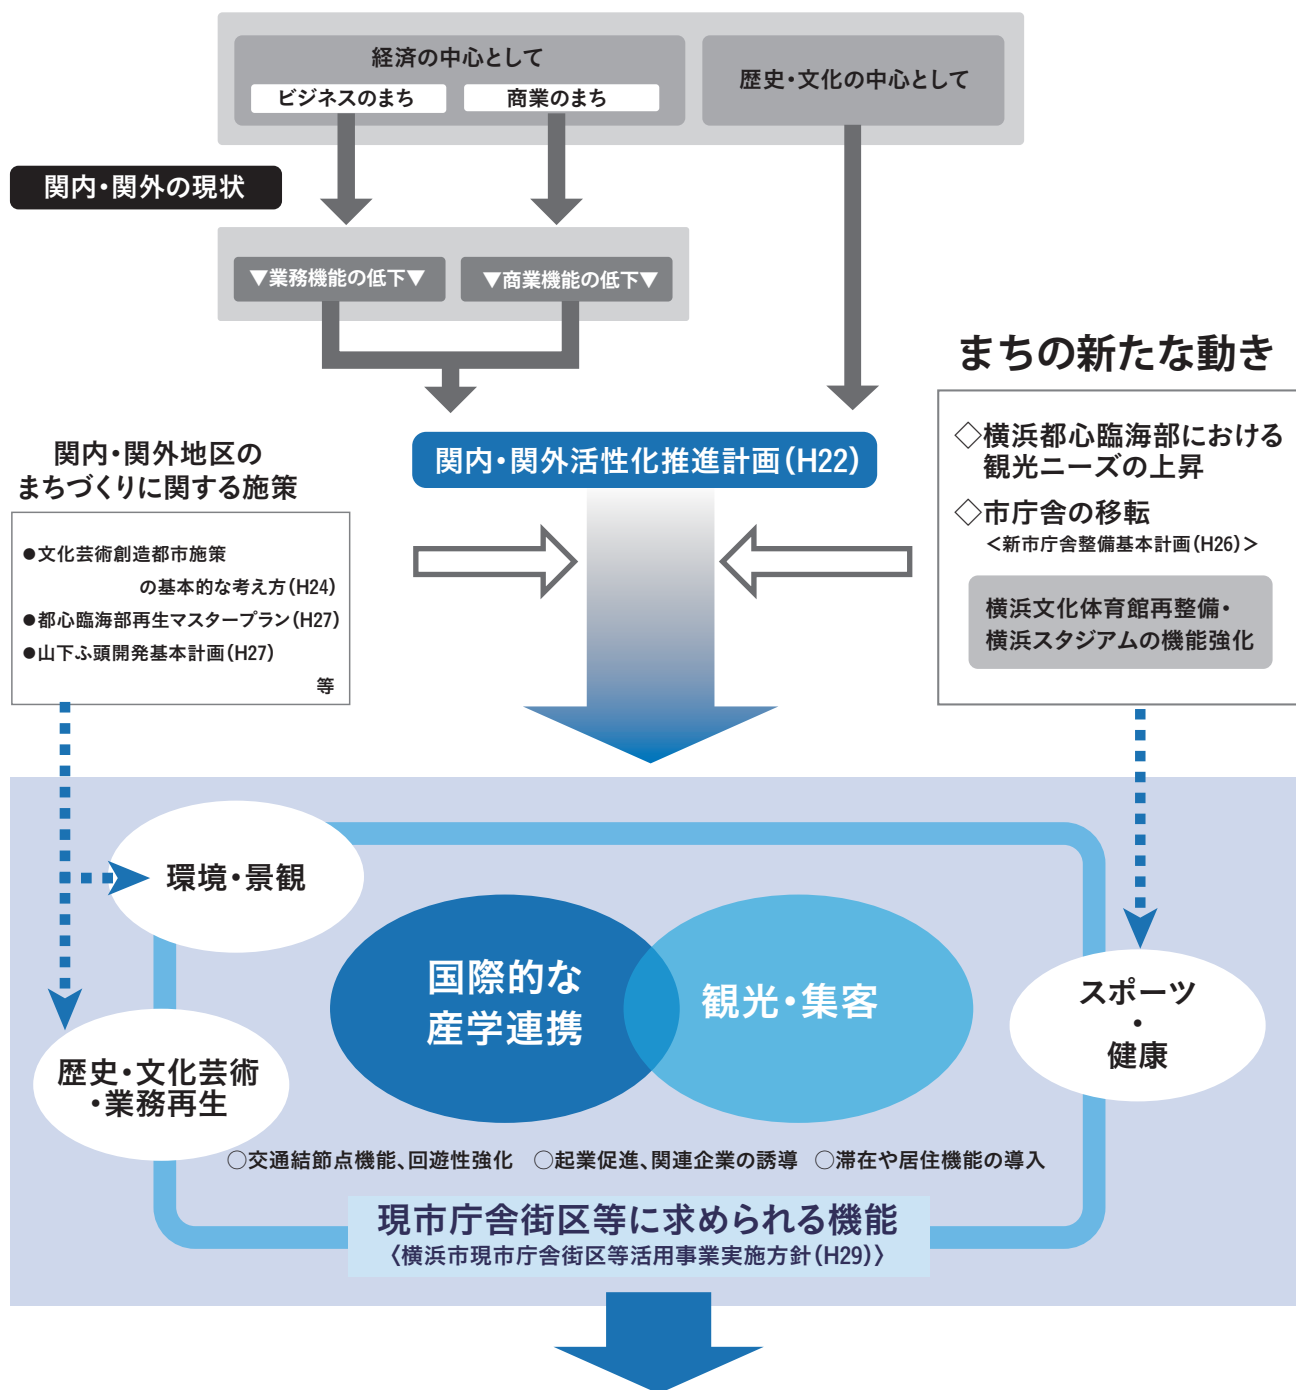 経済の中心として
ビジネスのまち
商業のまち
歴史・文化の中心として
関内・関外の現状
▼業務機能の低下▼
▼商業機能の低下▼
まちの新たな動き
◇横浜都心臨海部における
観光ニーズの上昇
◇市庁舎の移転
＜新市庁舎整備基本計画(H26)＞
横浜文化体育館再整備・
横浜スタジアムの機能強化
関内・関外活性化推進計画(H22)
関内・関外地区の
まちづくりに関する施策
●文化芸術創造都市施策
の基本的な考え方(H24)
●都心臨海部再生マスタープラン(H27)
●山下ふ頭開発基本計画(H27)
等
環境・景観
国際的な
産学連携
観光・集客
スポーツ
・
健康
歴史・文化芸術
・業務再生
○交通結節点機能、回遊性強化 ○起業促進、関連企業の誘導 ○滞在や居住機能の導入
現市庁舎街区等に求められる機能
〈横浜市現市庁舎街区等活用事業実施方針(H29)〉